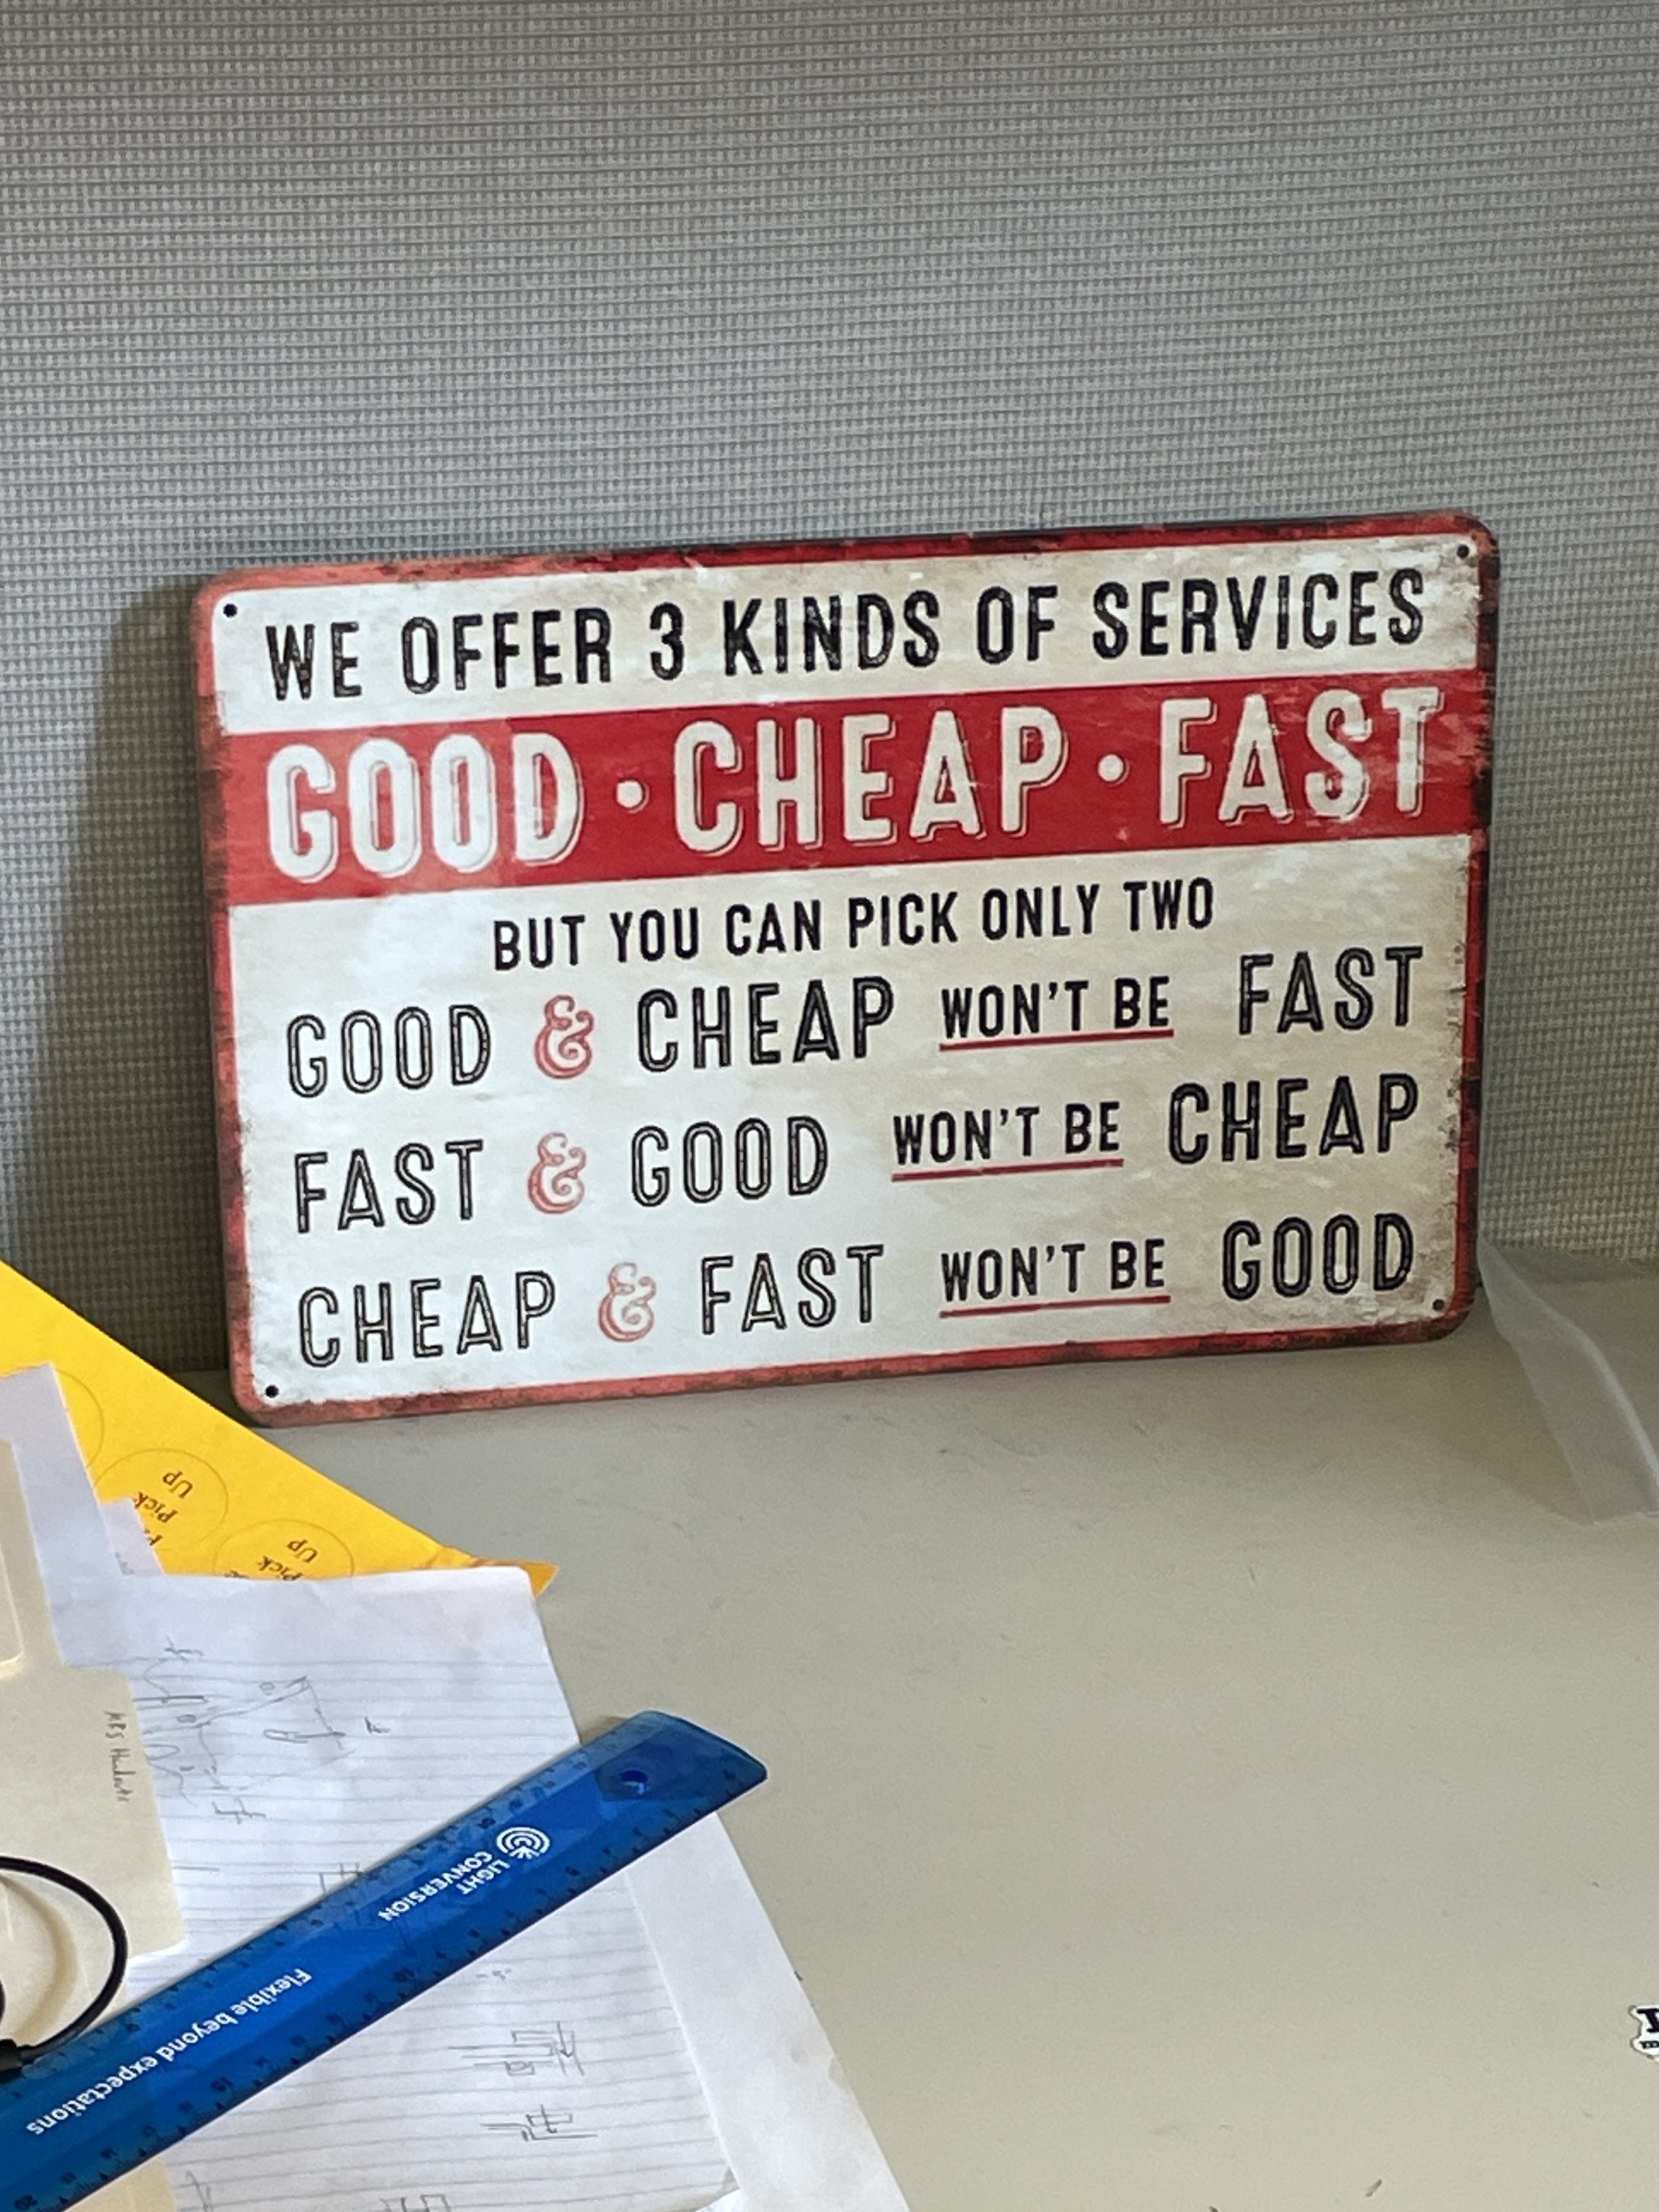 WE OFFER 3 KINDS OF SERVICES
GOOD · CHEAP · FAST
BUT YOU CAN PICK ONLY TWO
GOOD & CHEAP WON'T BE FAST
FAST & GOOD WON'T BE CHEAP
CHEAP & FAST WON'T BE GOOD
Pick
Up
Pick
Up
LIGHT
CONVERSION
Flexible beyond expectations